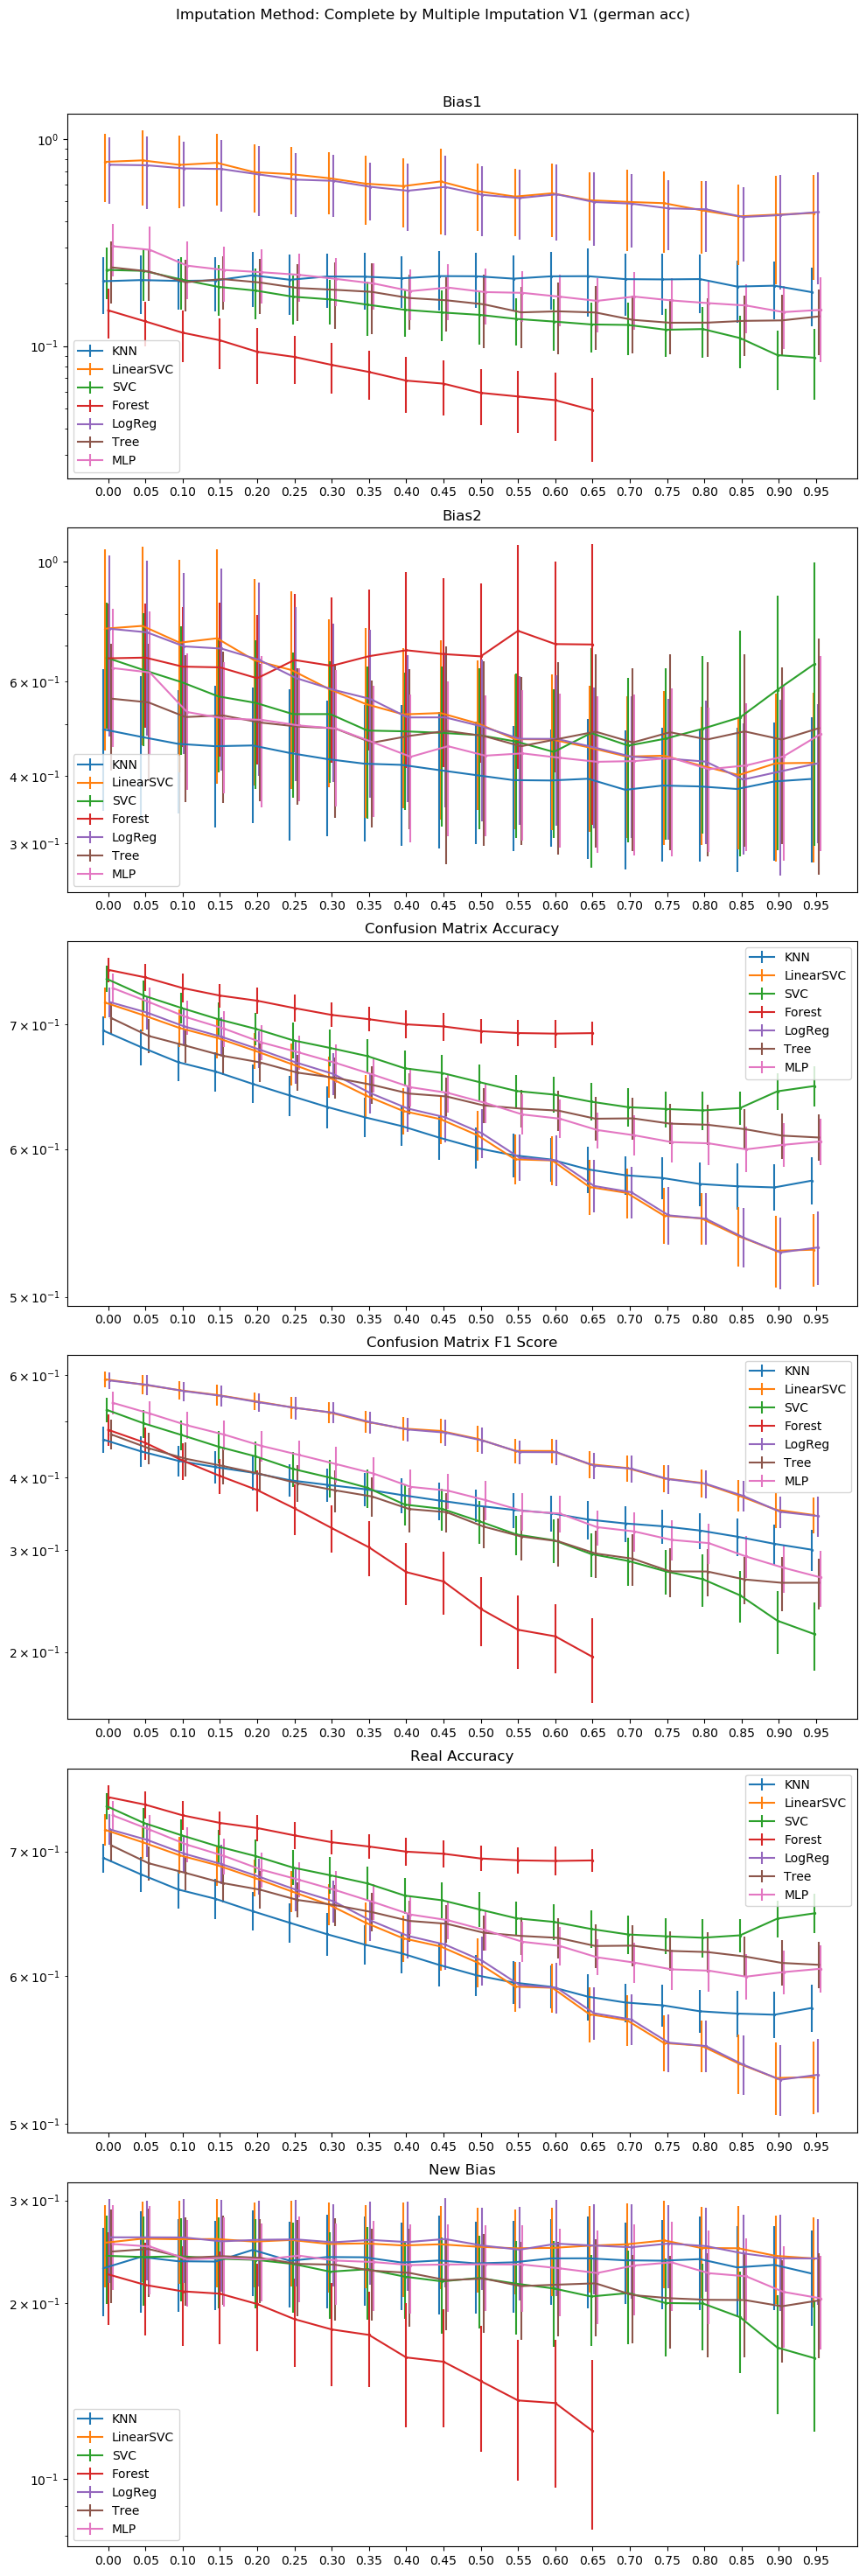 Imputation Method: Complete by Multiple Imputation V1 (german acc)
Bias1
10⁰
10⁻¹
KNN
LinearSVC
SVC
Forest
LogReg
Tree
MLP
0.00 0.05 0.10 0.15 0.20 0.25 0.30 0.35 0.40 0.45 0.50 0.55 0.60 0.65 0.70 0.75 0.80 0.85 0.90 0.95
Bias2
10⁰
6 × 10⁻¹
4 × 10⁻¹
3 × 10⁻¹
KNN
LinearSVC
SVC
Forest
LogReg
Tree
MLP
0.00 0.05 0.10 0.15 0.20 0.25 0.30 0.35 0.40 0.45 0.50 0.55 0.60 0.65 0.70 0.75 0.80 0.85 0.90 0.95
Confusion Matrix Accuracy
7 × 10⁻¹
6 × 10⁻¹
5 × 10⁻¹
KNN
LinearSVC
SVC
Forest
LogReg
Tree
MLP
0.00 0.05 0.10 0.15 0.20 0.25 0.30 0.35 0.40 0.45 0.50 0.55 0.60 0.65 0.70 0.75 0.80 0.85 0.90 0.95
Confusion Matrix F1 Score
6 × 10⁻¹
4 × 10⁻¹
3 × 10⁻¹
2 × 10⁻¹
KNN
LinearSVC
SVC
Forest
LogReg
Tree
MLP
0.00 0.05 0.10 0.15 0.20 0.25 0.30 0.35 0.40 0.45 0.50 0.55 0.60 0.65 0.70 0.75 0.80 0.85 0.90 0.95
Real Accuracy
7 × 10⁻¹
6 × 10⁻¹
5 × 10⁻¹
KNN
LinearSVC
SVC
Forest
LogReg
Tree
MLP
0.00 0.05 0.10 0.15 0.20 0.25 0.30 0.35 0.40 0.45 0.50 0.55 0.60 0.65 0.70 0.75 0.80 0.85 0.90 0.95
New Bias
3 × 10⁻¹
2 × 10⁻¹
10⁻¹
KNN
LinearSVC
SVC
Forest
LogReg
Tree
MLP
0.00 0.05 0.10 0.15 0.20 0.25 0.30 0.35 0.40 0.45 0.50 0.55 0.60 0.65 0.70 0.75 0.80 0.85 0.90 0.95